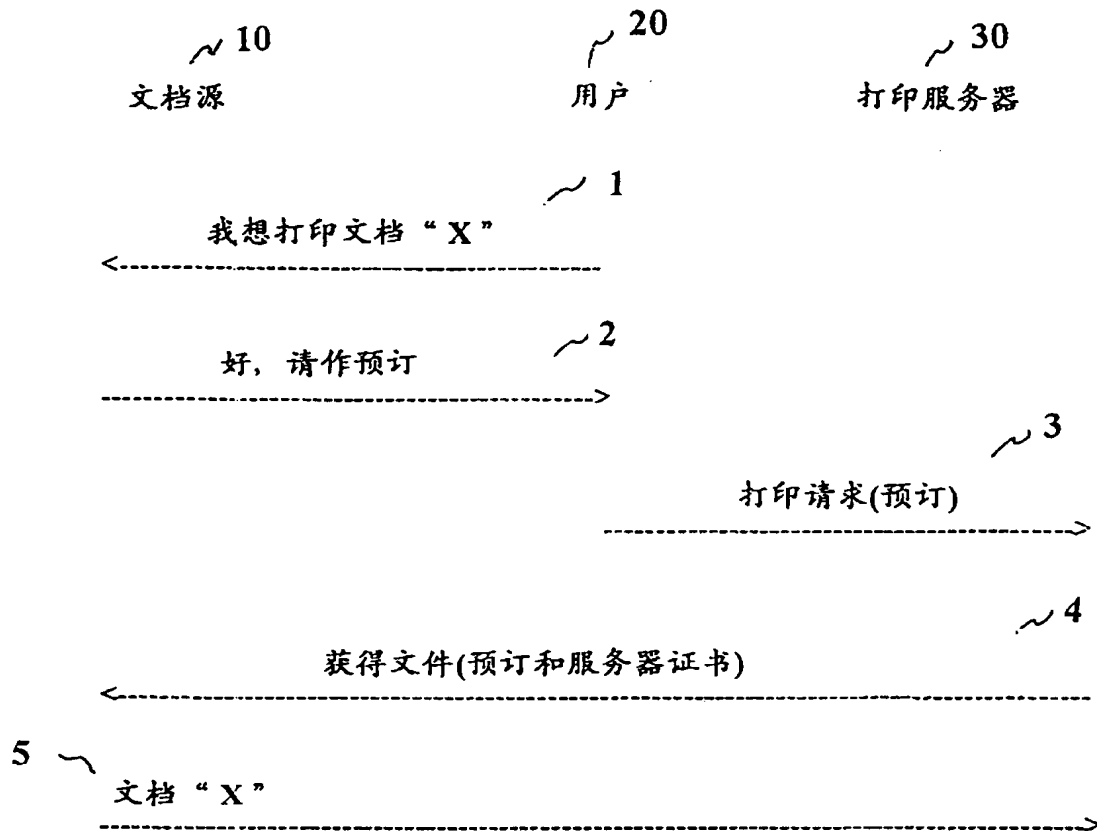 10
20
30
文档源
用户
打印服务器
1
我想打印文档“X”
2
好, 请作预订
3
打印请求(预订)
4
获得文件(预订和服务器证书)
5
文档“X”